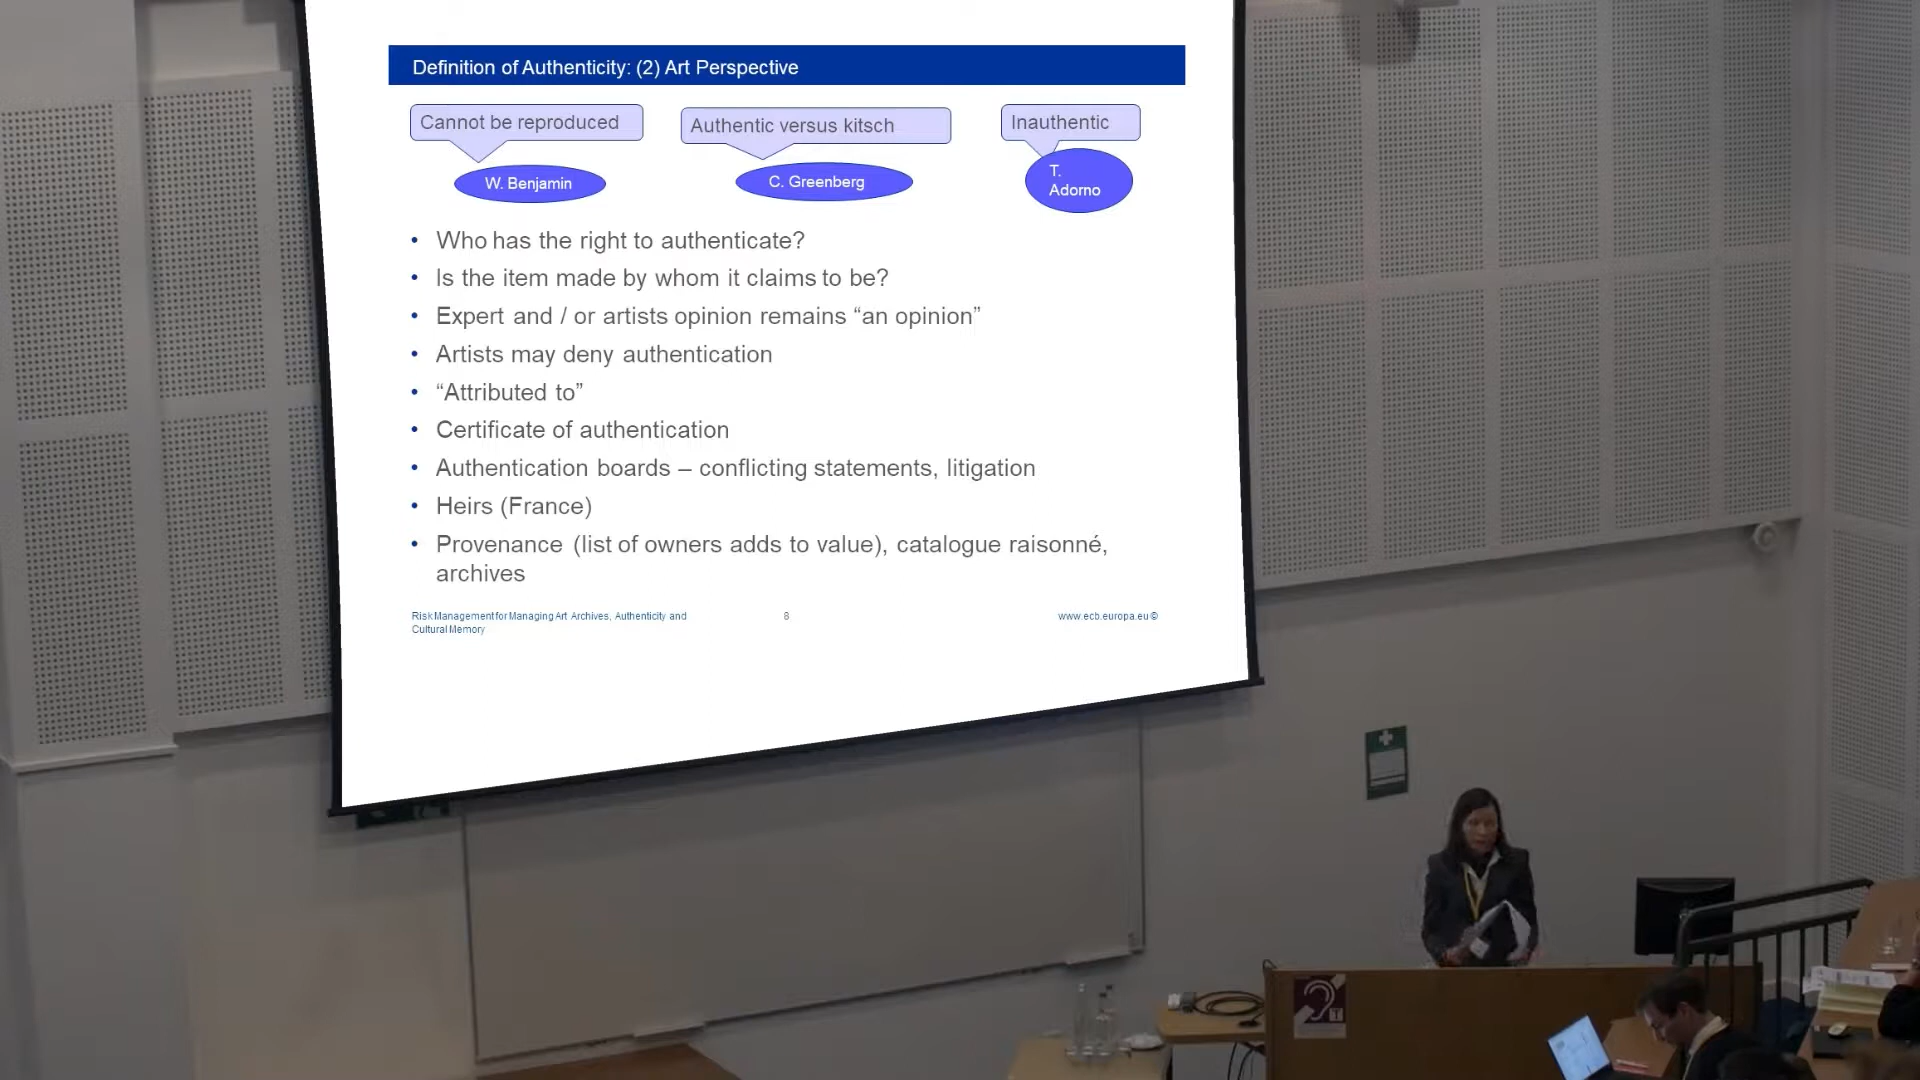 Definition of Authenticity: (2) Art Perspective
Cannot be reproduced
Authentic versus kitsch
Inauthentic
W. Benjamin
C. Greenberg
T.
Adorno
• Who has the right to authenticate?
• Is the item made by whom it claims to be?
• Expert and / or artists opinion remains “an opinion”
• Artists may deny authentication
• “Attributed to”
• Certificate of authentication
• Authentication boards – conflicting statements, litigation
• Heirs (France)
• Provenance (list of owners adds to value), catalogue raisonné,
archives
Risk Management for Managing Art Archives, Authenticity and
Cultural Memory
8
www.ecb.europa.eu ©
T